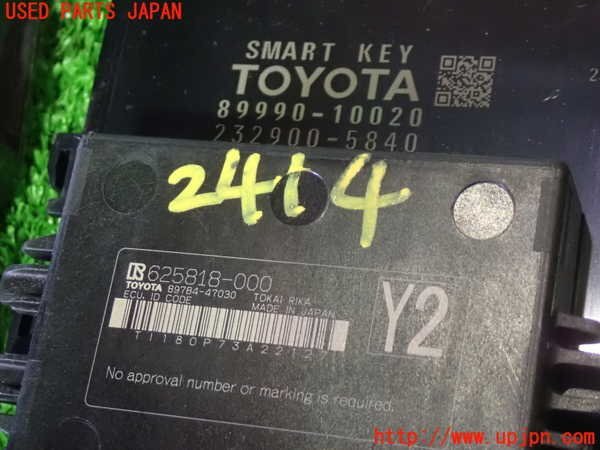 USED PARTS JAPAN
SMART KEY
TOYOTA
89990-10020
232900-5840
2414
625818-000
TOYOTA 89784-47030 TOKAI RIKA
ECU, ID CODE MADE IN JAPAN
Y2
No approval number or marking is required.
http://www.upjpn.com